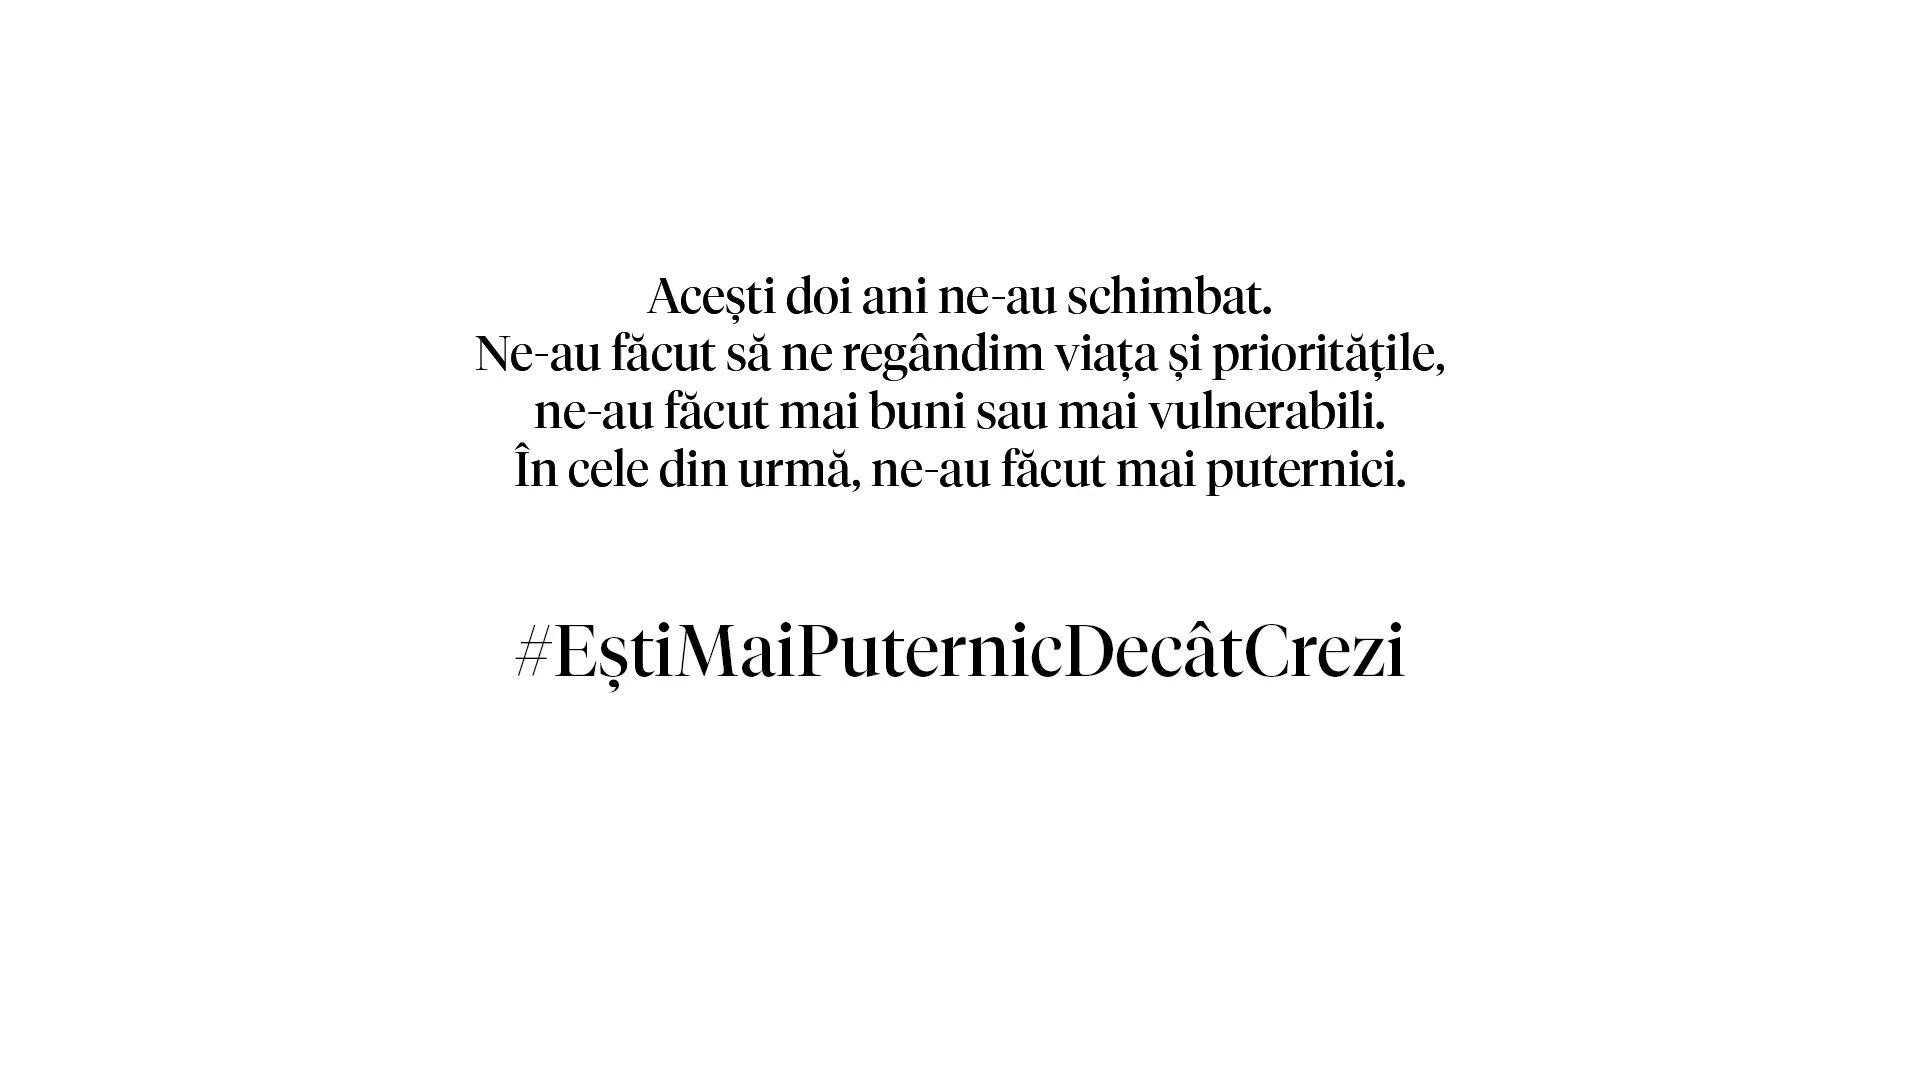 Acești doi ani ne-au schimbat.
Ne-au făcut să ne regândim viața și prioritățile,
ne-au făcut mai buni sau mai vulnerabili.
În cele din urmă, ne-au făcut mai puternici.
#EștiMaiPuternicDecâtCrezi